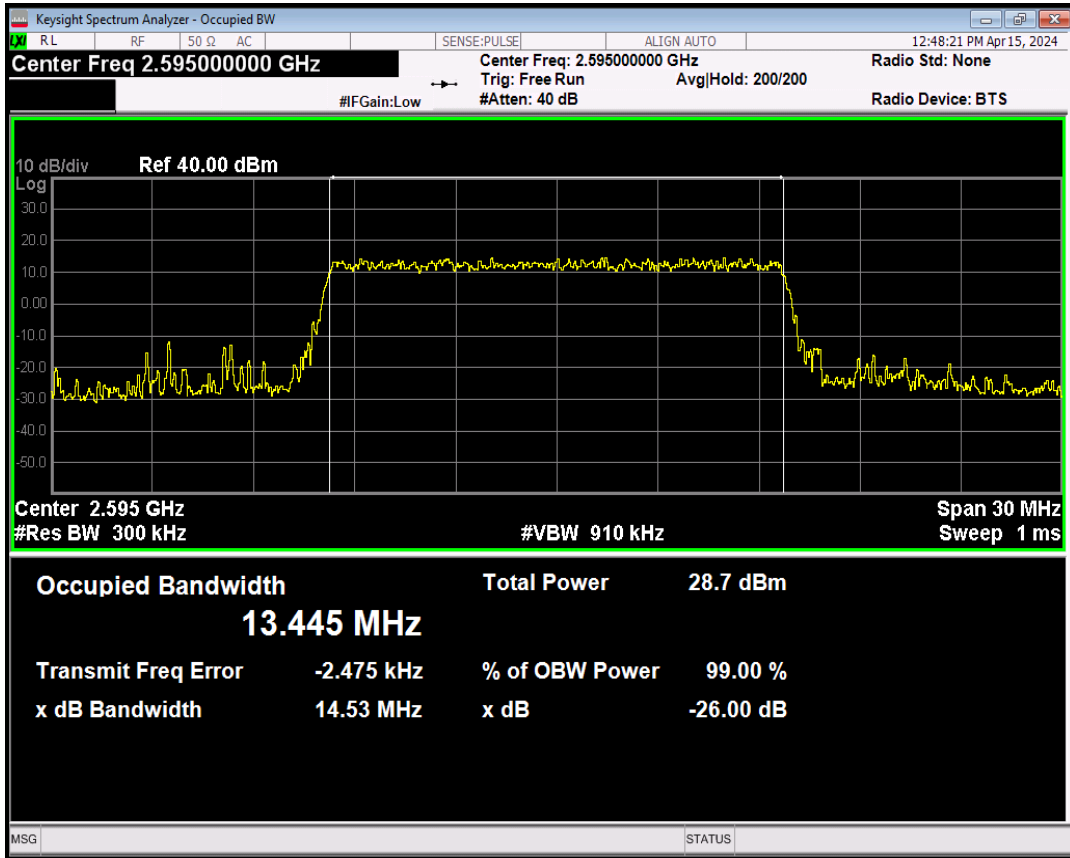 Keysight Spectrum Analyzer - Occupied BW
LXI RL RF 50 Ω AC SENSE:PULSE ALIGN AUTO 12:48:21 PM Apr 15, 2024
Center Freq 2.595000000 GHz Center Freq: 2.595000000 GHz Radio Std: None
Trig: Free Run Avg|Hold: 200/200
#IFGain:Low #Atten: 40 dB Radio Device: BTS
10 dB/div Ref 40.00 dBm
Log
30.0
20.0
10.0
0.00
-10.0
-20.0
-30.0
-40.0
-50.0
Center 2.595 GHz Span 30 MHz
#Res BW 300 kHz #VBW 910 kHz Sweep 1 ms
Occupied Bandwidth Total Power 28.7 dBm
13.445 MHz
Transmit Freq Error -2.475 kHz % of OBW Power 99.00 %
x dB Bandwidth 14.53 MHz x dB -26.00 dB
MSG STATUS